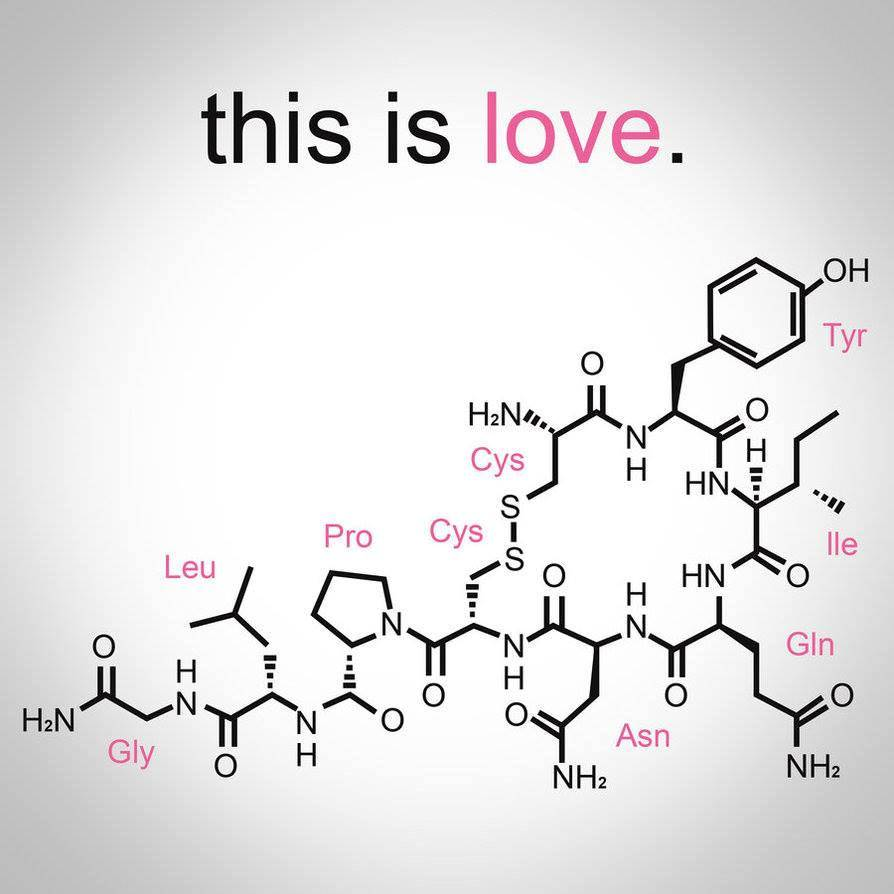 this is love.
OH
Tyr
O
O
H₂N
N
H
H
Cys
HN
S
Cys
S
Ile
Pro
Leu
O
HN
O
H
N
N
Gln
O
H
N
H
O
O
O
H₂N
N
H
O
O
Asn
Gly
O
NH₂
NH₂